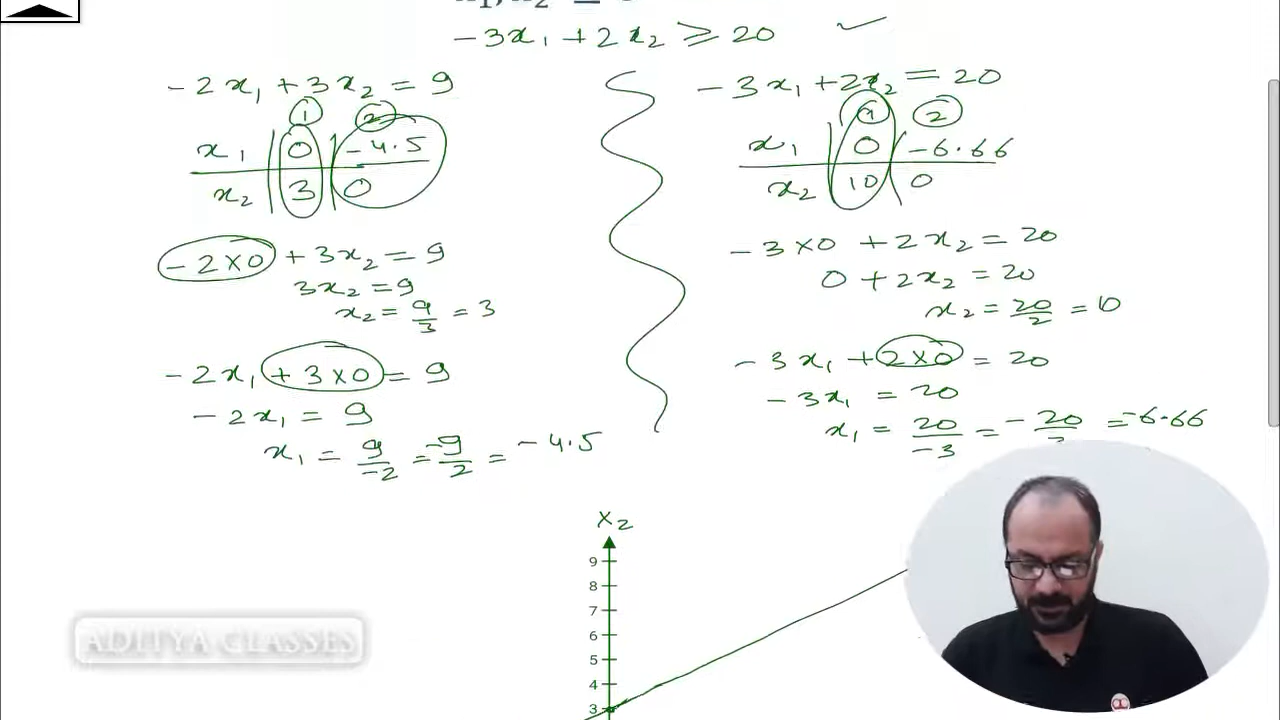 -3x₁ + 2x₂ ≥ 20
-2x₁ + 3x₂ = 9
1 2
x₁ 0 -4.5
x₂ 3 0
-2×0 + 3x₂ = 9
3x₂ = 9
x₂ = 9/3 = 3
-2x₁ + 3×0 = 9
-2x₁ = 9
x₁ = 9/-2 = -9/2 = -4.5
-3x₁ + 2x₂ = 20
1 2
x₁ 0 -6.66
x₂ 10 0
-3×0 + 2x₂ = 20
0 + 2x₂ = 20
x₂ = 20/2 = 10
-3x₁ + 2×0 = 20
-3x₁ = 20
x₁ = 20/-3 = -20/3 = -6.66
X₂
9
8
7
6
5
4
3
ADITYA CLASSES